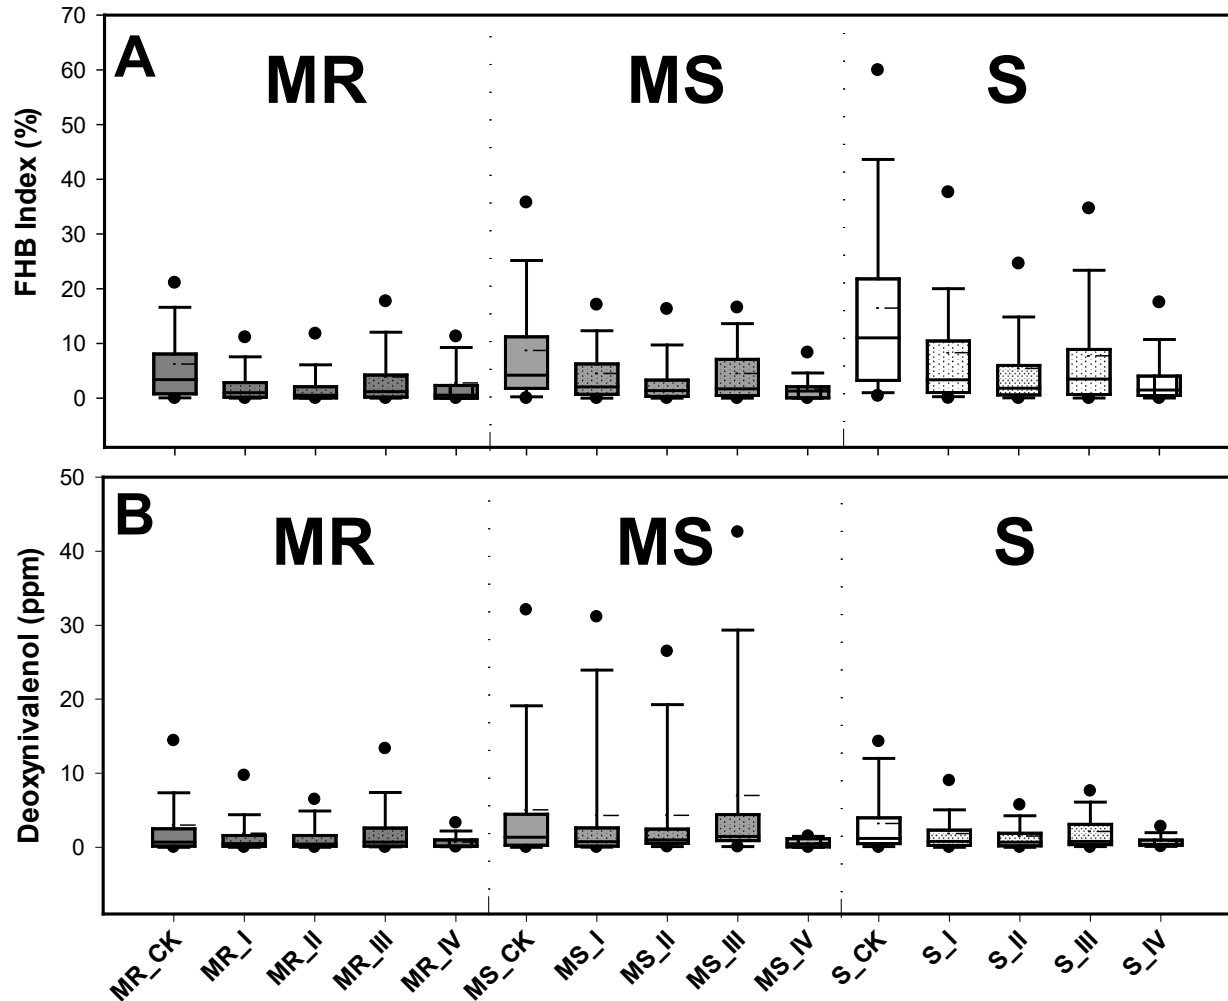 A
MR
MS
S
FHB Index (%)
70
60
50
40
30
20
10
0
B
MR
MS
S
Deoxynivalenol (ppm)
50
40
30
20
10
0
MR_CK
MR_I
MR_II
MR_III
MR_IV
MS_CK
MS_I
MS_II
MS_III
MS_IV
S_CK
S_I
S_II
S_III
S_IV